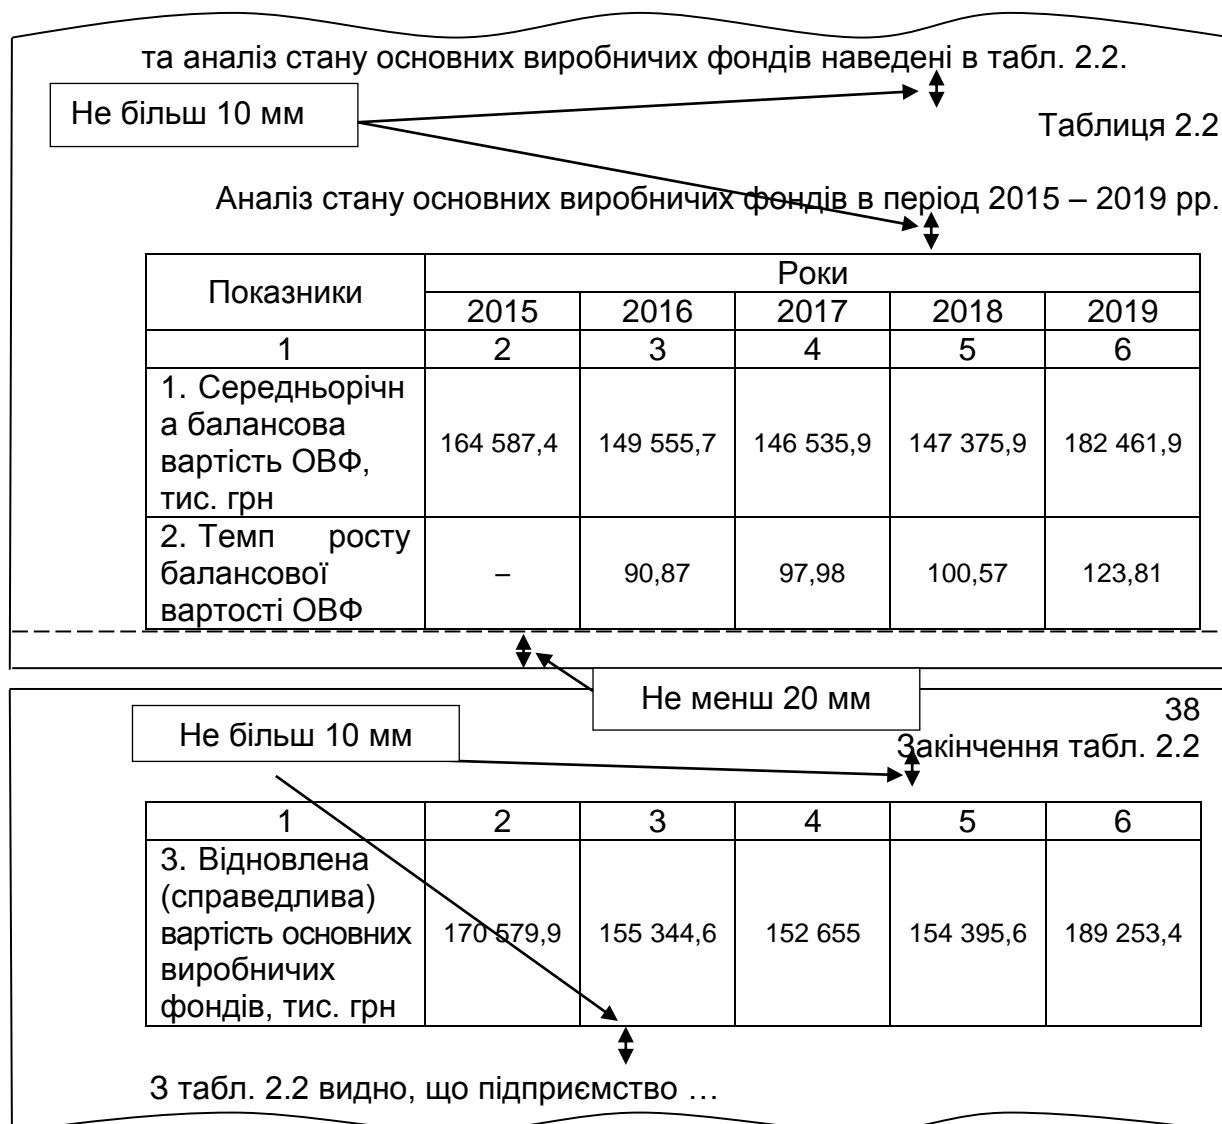 та аналіз стану основних виробничих фондів наведені в табл. 2.2.
Не більш 10 мм
Таблиця 2.2
Аналіз стану основних виробничих фондів в період 2015 – 2019 рр.
Показники
Роки
2015 2016 2017 2018 2019
1 2 3 4 5 6
1. Середньорічн
а балансова
вартість ОВФ,
тис. грн
164 587,4 149 555,7 146 535,9 147 375,9 182 461,9
2. Темп росту
балансової
вартості ОВФ
– 90,87 97,98 100,57 123,81
Не менш 20 мм
38
Не більш 10 мм
Закінчення табл. 2.2
1 2 3 4 5 6
3. Відновлена
(справедлива)
вартість основних
виробничих
фондів, тис. грн
170 579,9 155 344,6 152 655 154 395,6 189 253,4
З табл. 2.2 видно, що підприємство …